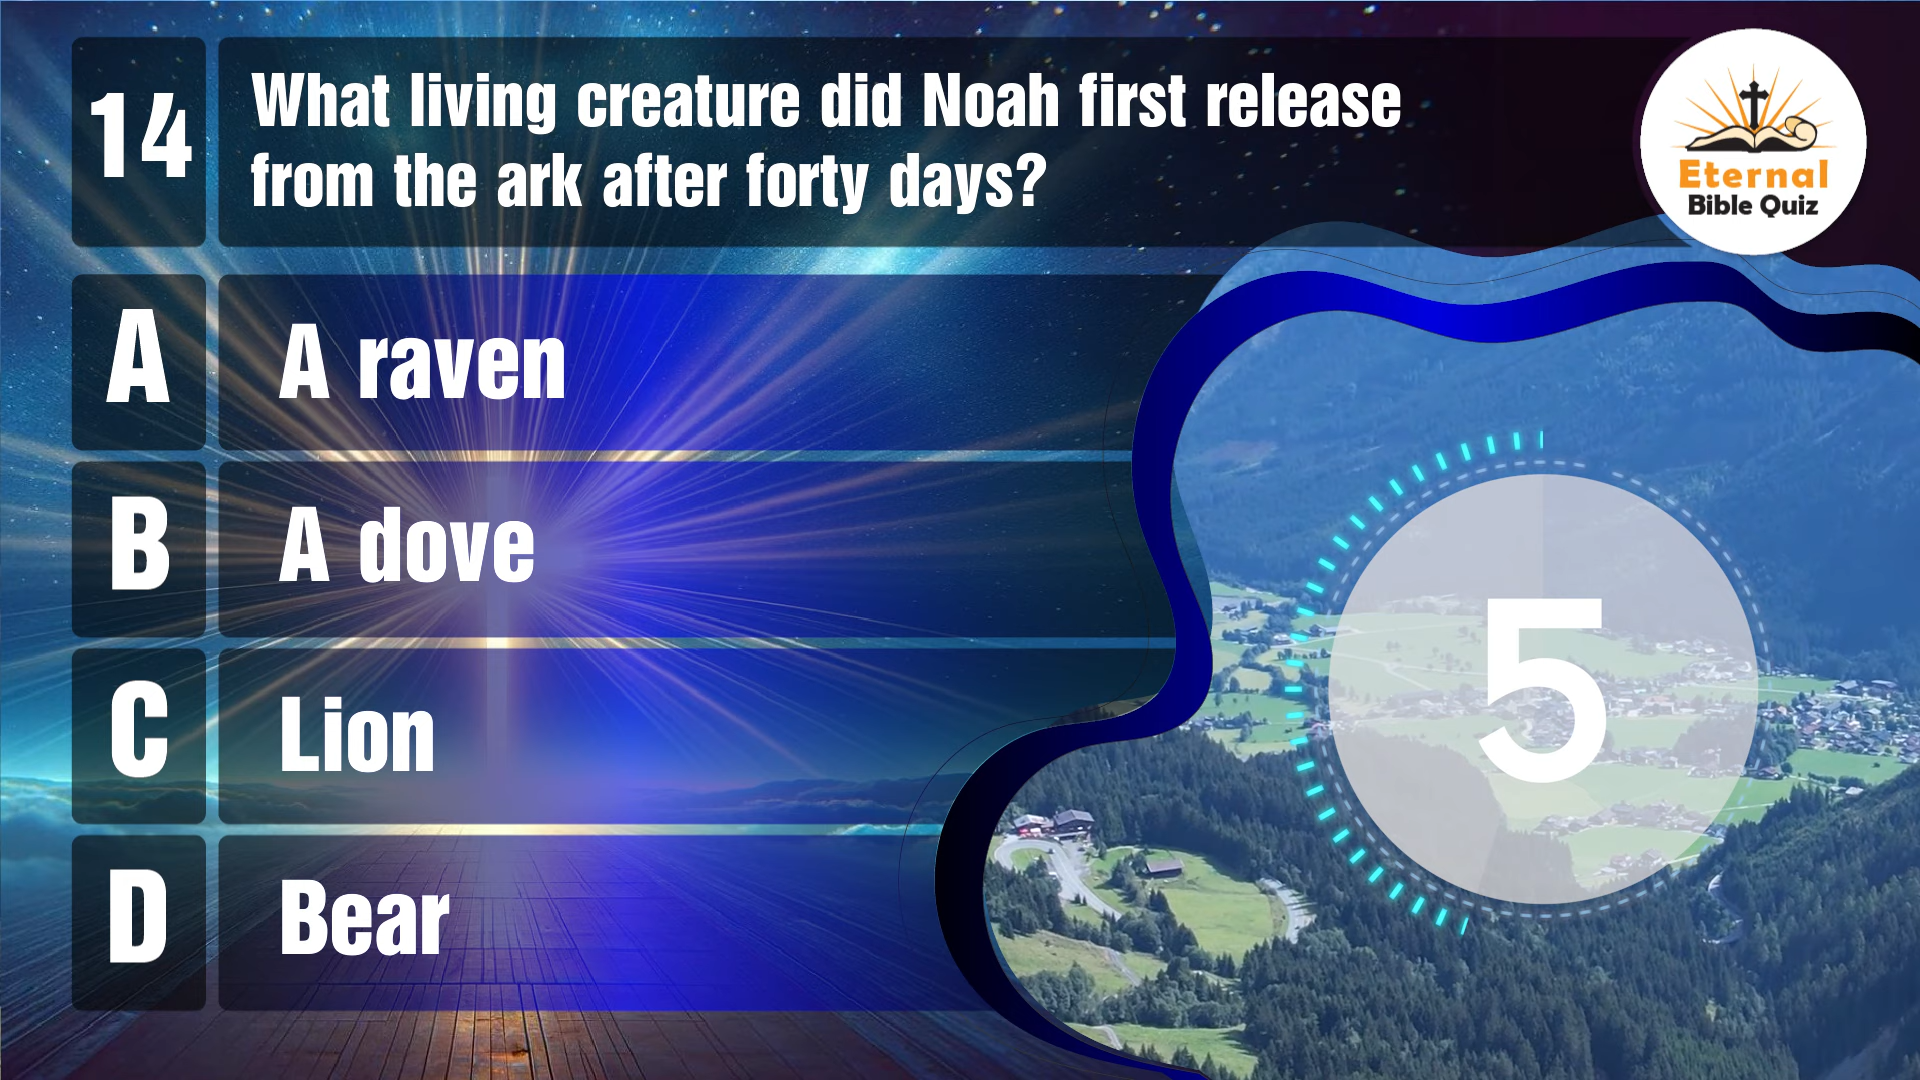 14
What living creature did Noah first release
from the ark after forty days?
Eternal
Bible Quiz
A
A raven
B
A dove
C
Lion
D
Bear
5